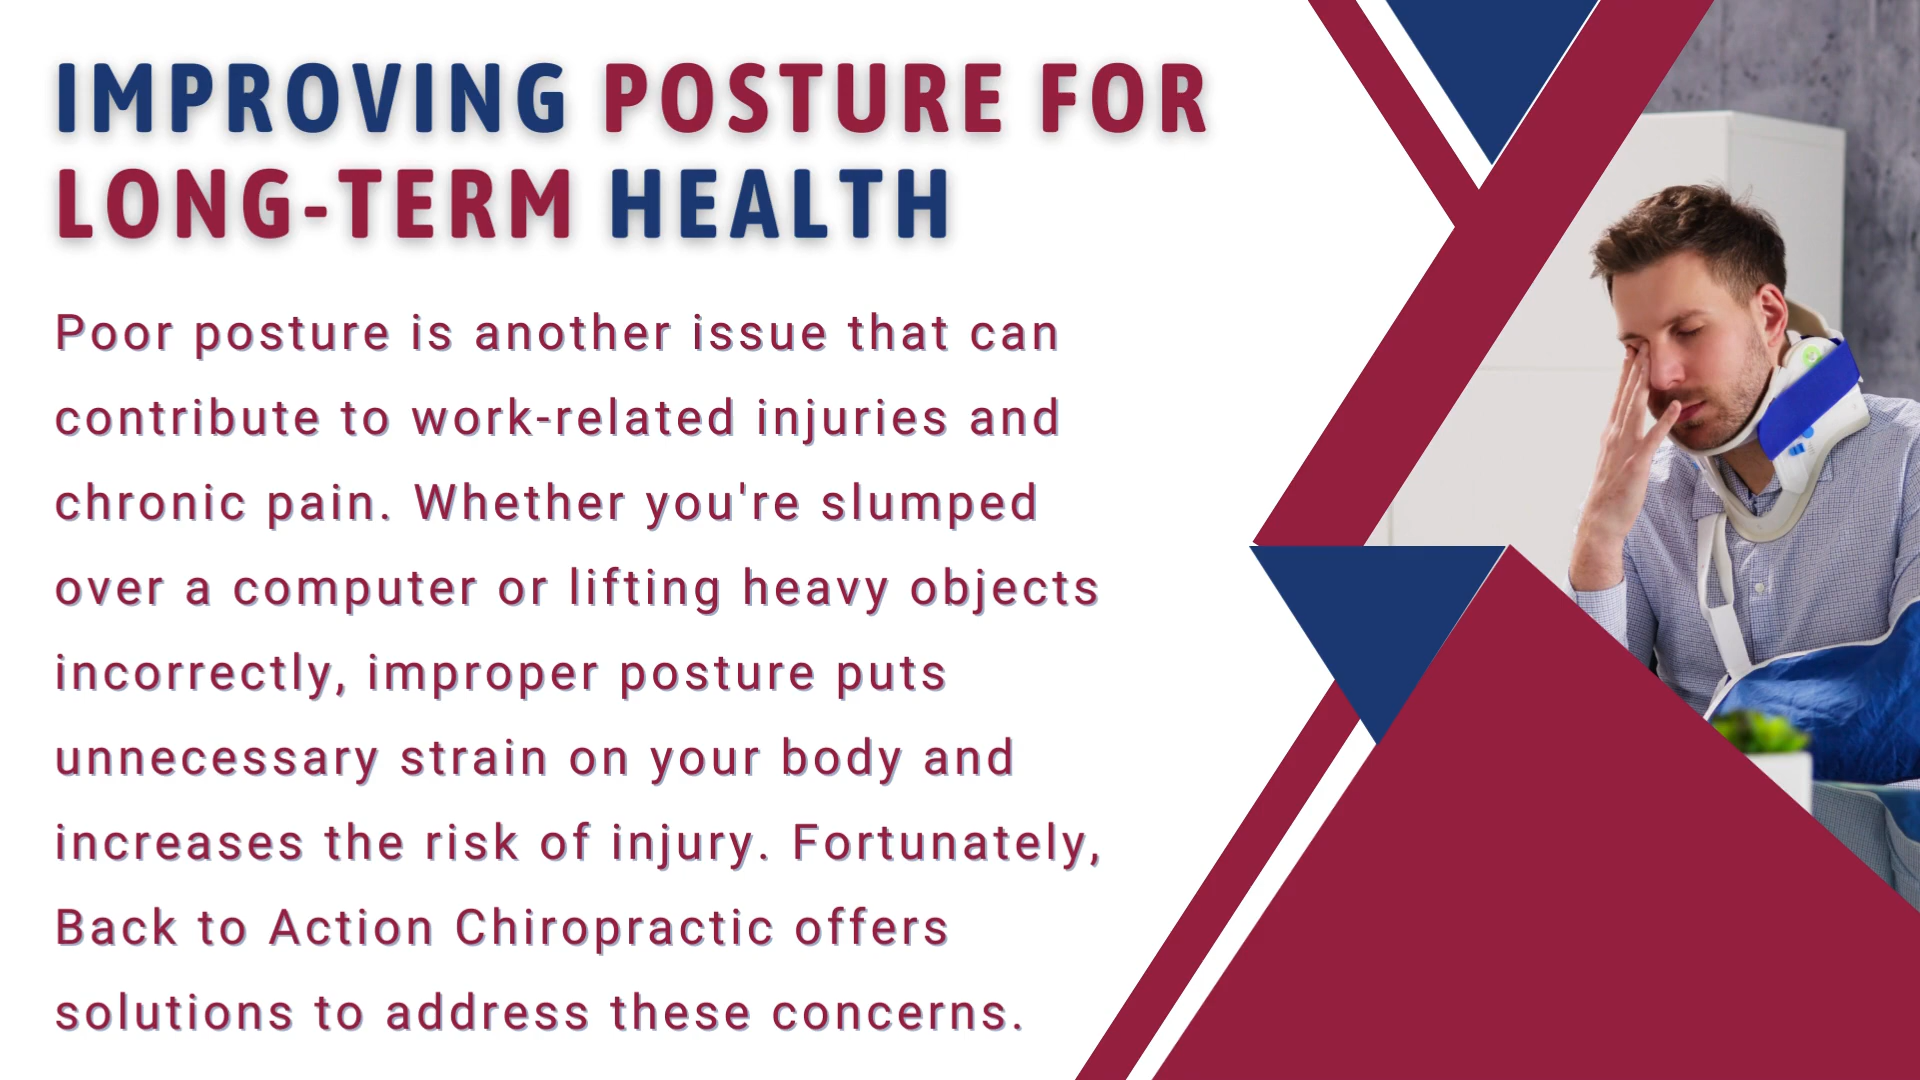 IMPROVING POSTURE FOR
LONG-TERM HEALTH
Poor posture is another issue that can
contribute to work-related injuries and
chronic pain. Whether you're slumped
over a computer or lifting heavy objects
incorrectly, improper posture puts
unnecessary strain on your body and
increases the risk of injury. Fortunately,
Back to Action Chiropractic offers
solutions to address these concerns.